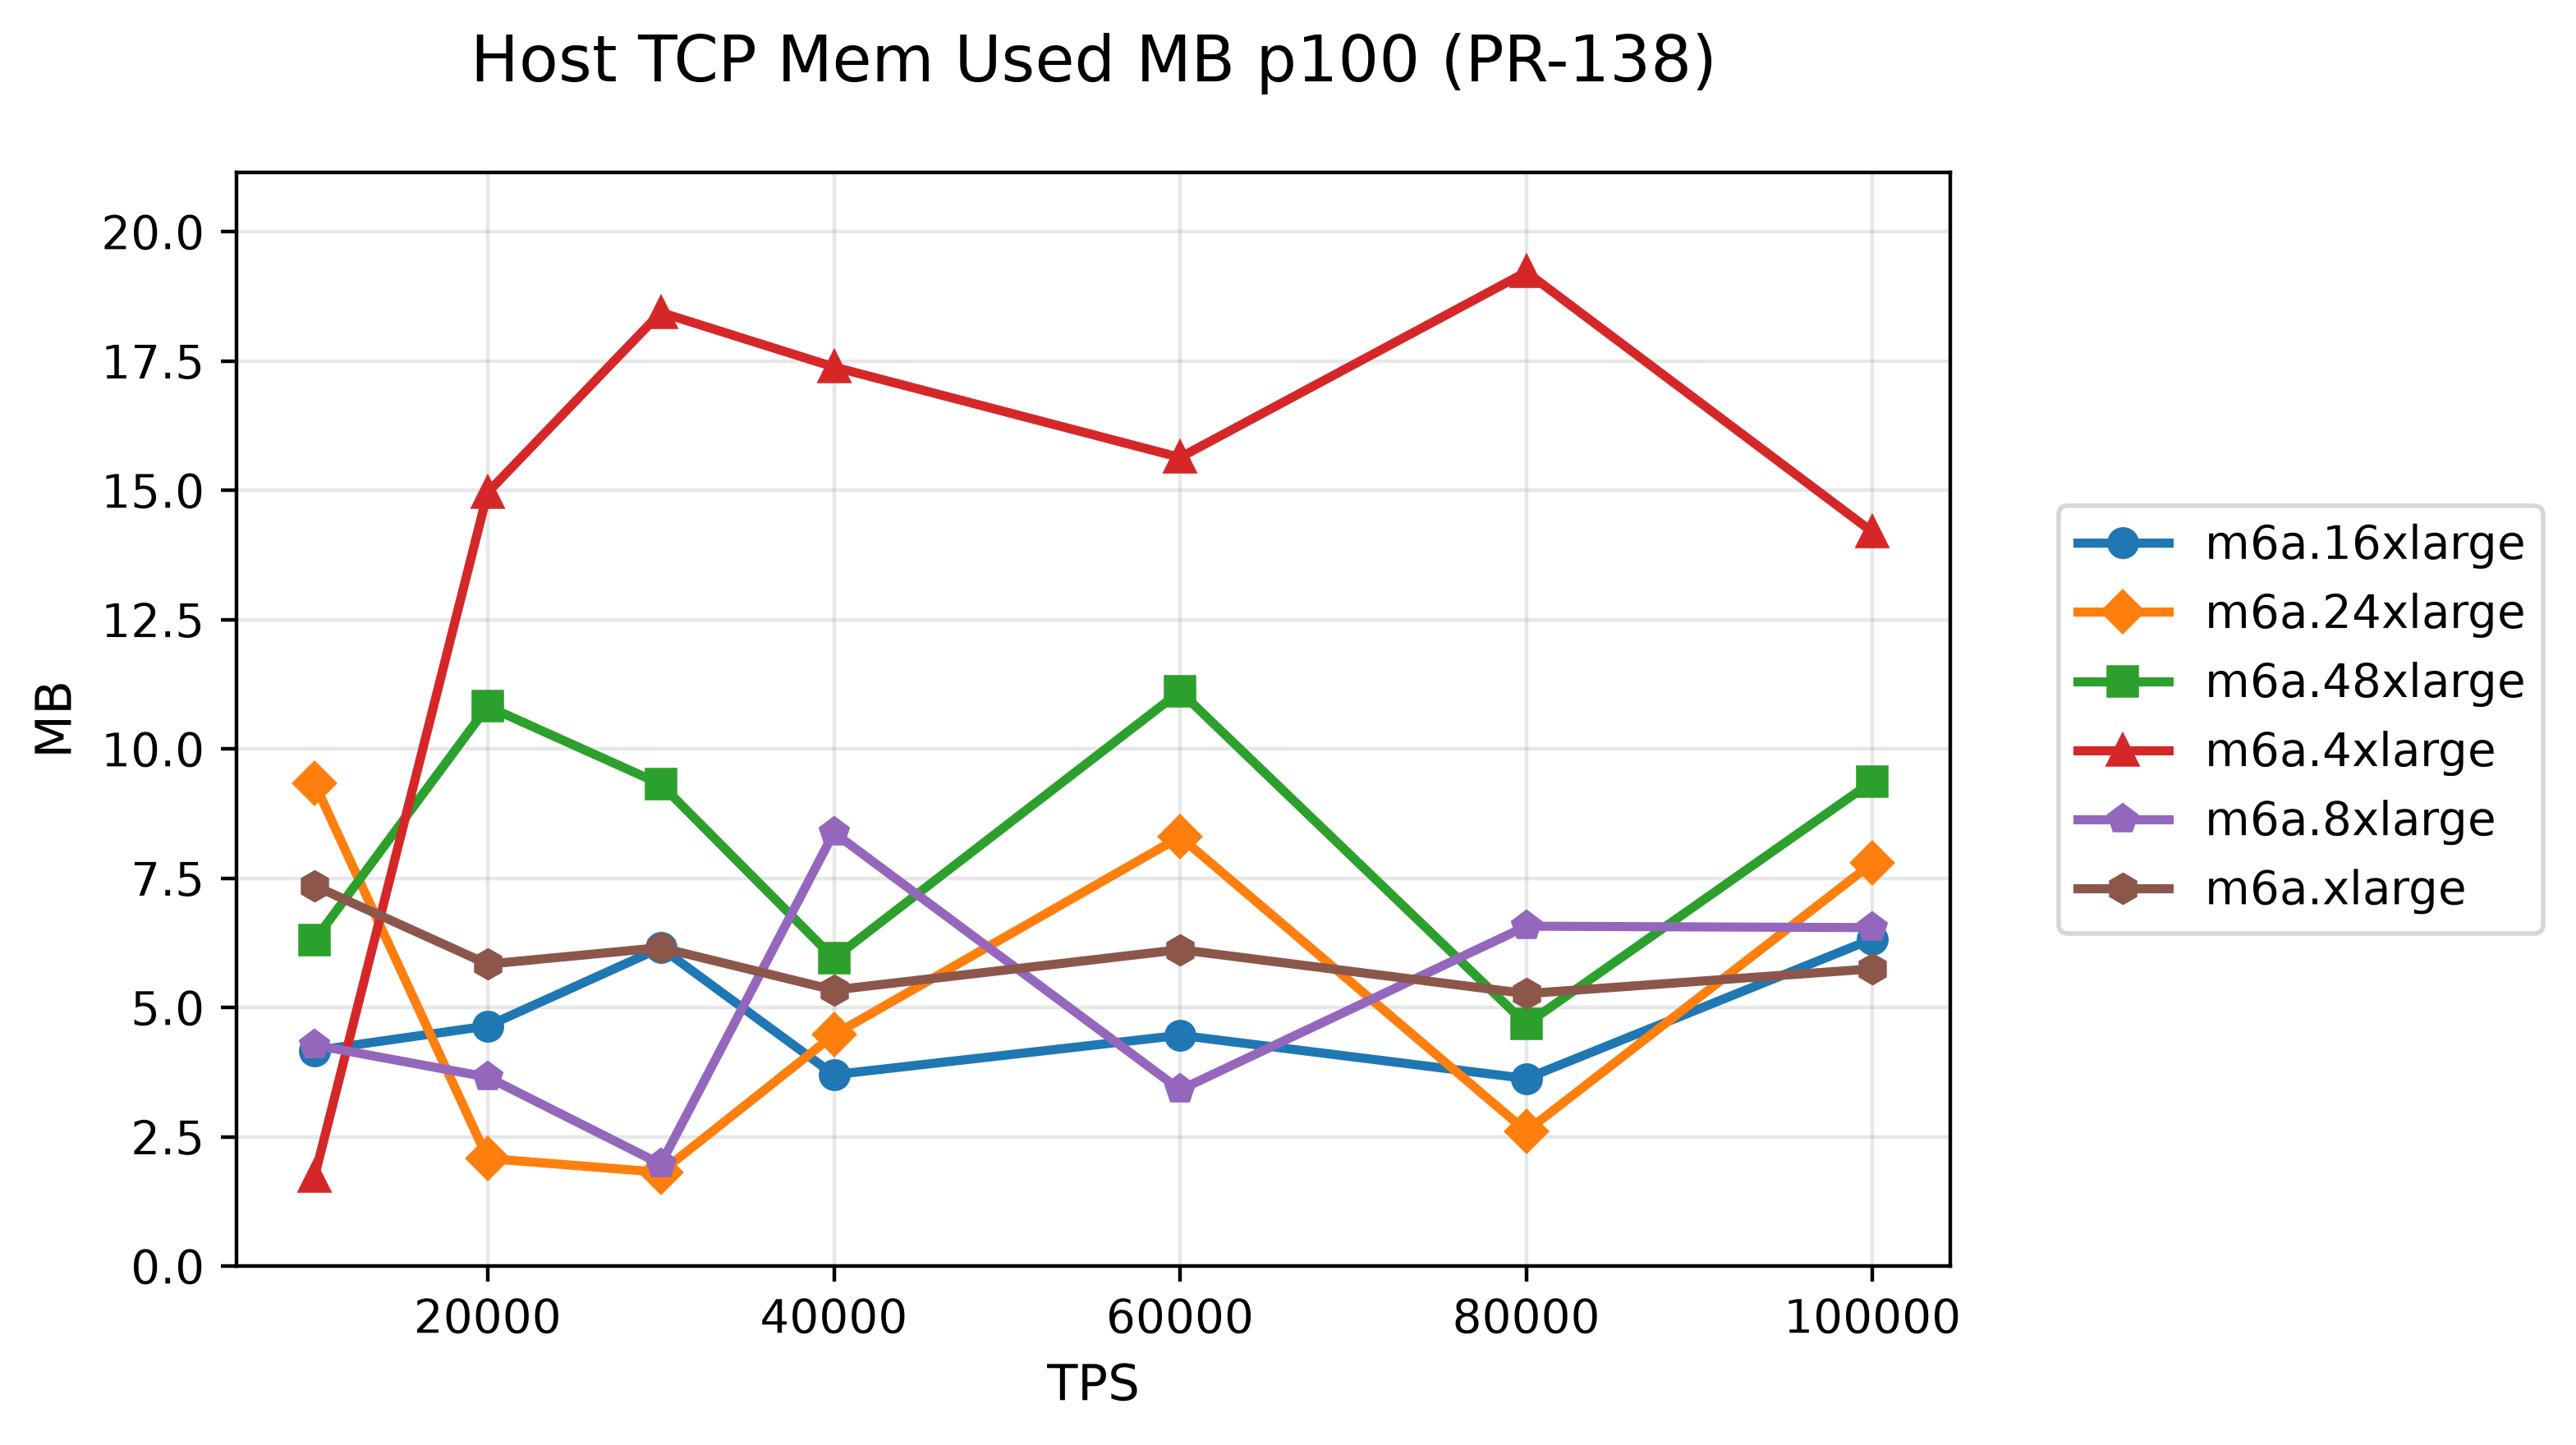 Host TCP Mem Used MB p100 (PR-138)
20.0
17.5
15.0
12.5
10.0
7.5
5.0
2.5
0.0
MB
20000 40000 60000 80000 100000
TPS
m6a.16xlarge
m6a.24xlarge
m6a.48xlarge
m6a.4xlarge
m6a.8xlarge
m6a.xlarge